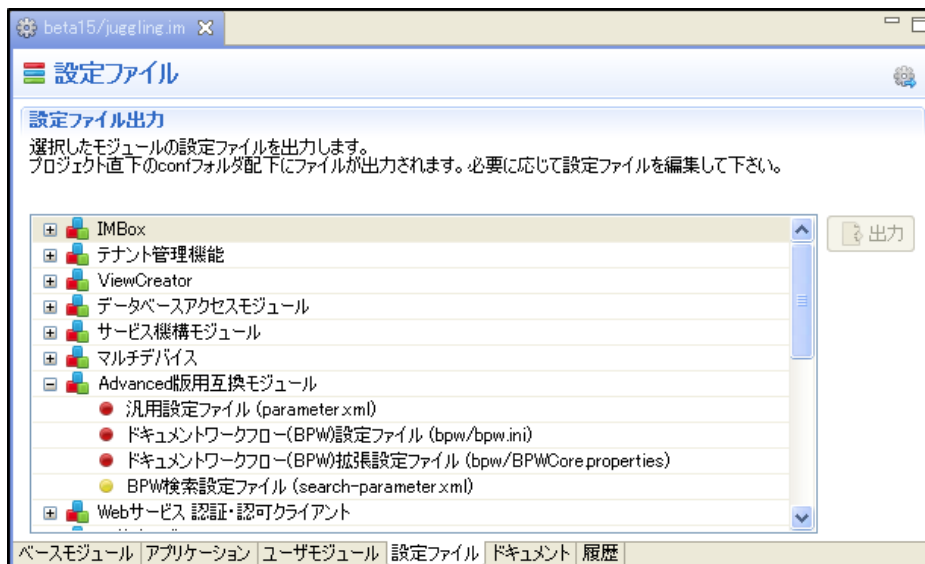 beta15/juggling.im
設定ファイル
設定ファイル出力
選択したモジュールの設定ファイルを出力します。
プロジェクト直下のconfフォルダ配下にファイルが出力されます。必要に応じて設定ファイルを編集して下さい。
IMBox
出力
テナント管理機能
ViewCreator
データベースアクセスモジュール
サービス機構モジュール
マルチデバイス
Advanced版用互換モジュール
汎用設定ファイル (parameter.xml)
ドキュメントワークフロー(BPW)設定ファイル (bpw/bpw.ini)
ドキュメントワークフロー(BPW)拡張設定ファイル (bpw/BPWCore.properties)
BPW検索設定ファイル (search-parameter.xml)
Webサービス 認証・認可クライアント
ベースモジュール アプリケーション ユーザモジュール 設定ファイル ドキュメント 履歴